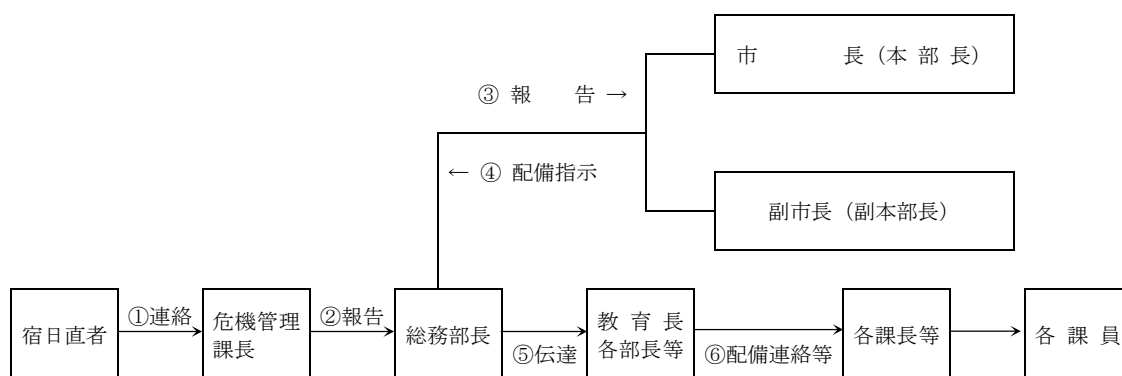 市　　　長（本 部 長）
③ 報　　告 →
← ④ 配備指示
副市長（副本部長）
宿日直者
①連絡
危機管理
課長
②報告
総務部長
⑤伝達
教 育 長
各部長等
⑥配備連絡等
各課長等
各 課 員